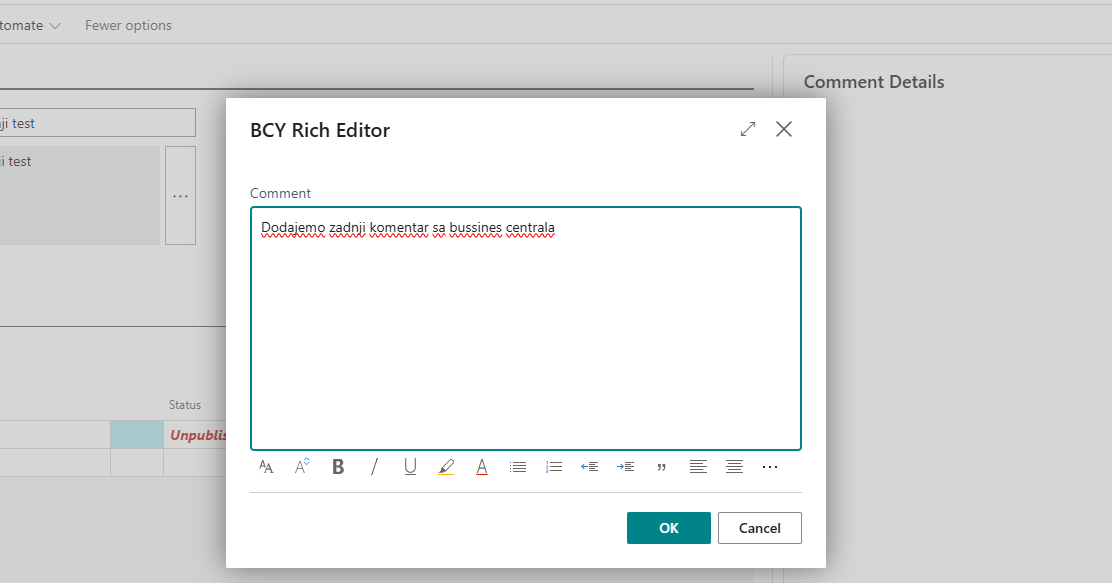 tomate
Fewer options
Comment Details
ji test
i test
BCY Rich Editor
Comment
Dodajemo zadnji komentar sa bussines centrala
Status
Unpublis
OK
Cancel